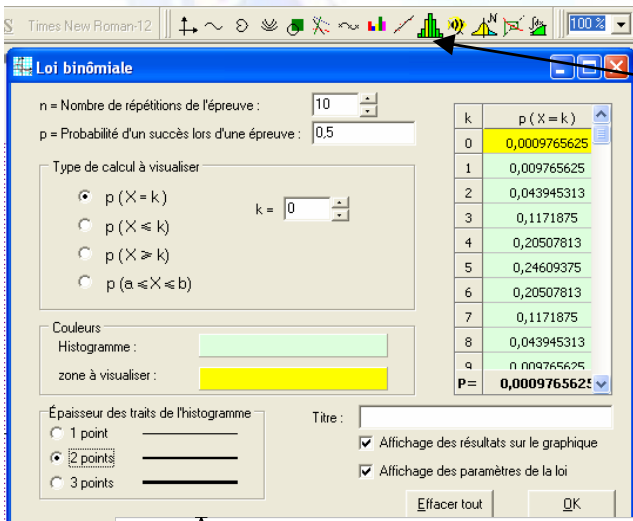 S Times New Roman-12 100 %
Loi binômiale
n = Nombre de répétitions de l'épreuve : 10
p = Probabilité d'un succès lors d'une épreuve : 0,5
Type de calcul à visualiser
p ( X = k )
k = 0
p ( X ⩽ k )
p ( X ⩾ k )
p ( a ⩽ X ⩽ b )
Couleurs
Histogramme :
zone à visualiser :
Épaisseur des traits de l'histogramme
1 point
2 points
3 points
k p ( X = k )
0 0,0009765625
1 0,009765625
2 0,043945313
3 0,1171875
4 0,20507813
5 0,24609375
6 0,20507813
7 0,1171875
8 0,043945313
9 0,009765625
P = 0,0009765625
Titre :
Affichage des résultats sur le graphique
Affichage des paramètres de la loi
Effacer tout OK